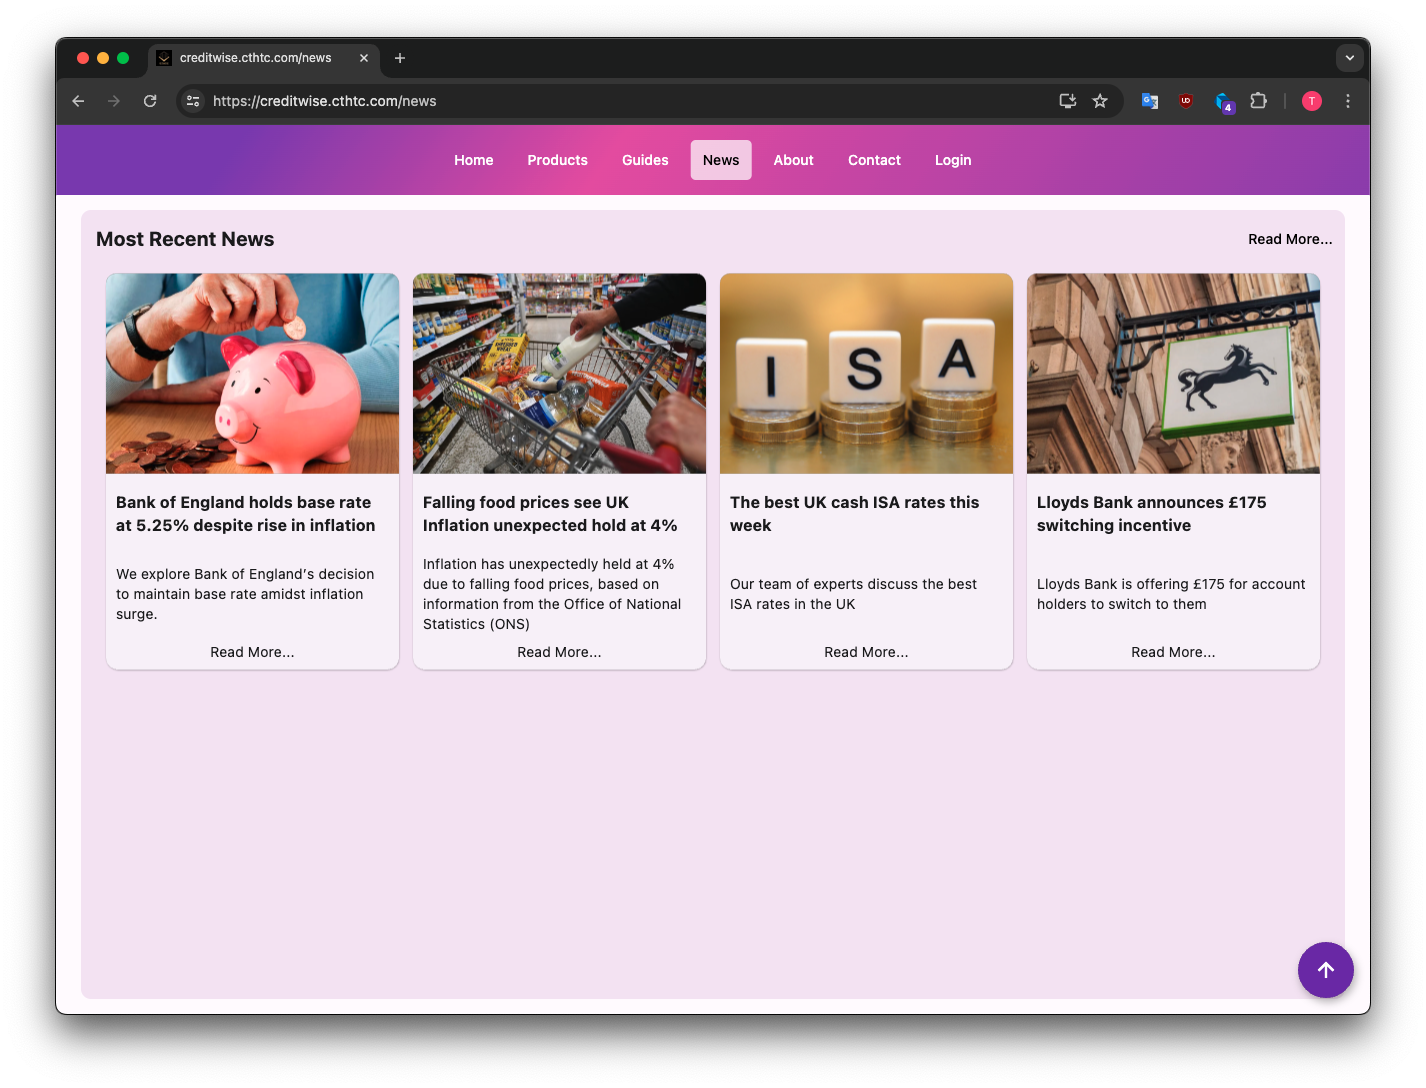 creditwise.cthtc.com/news
https://creditwise.cthtc.com/news
4
T
Home Products Guides News About Contact Login
Most Recent News
Read More...
I S A
Bank of England holds base rate
at 5.25% despite rise in inflation
We explore Bank of England's decision
to maintain base rate amidst inflation
surge.
Read More...
Falling food prices see UK
Inflation unexpected hold at 4%
Inflation has unexpectedly held at 4%
due to falling food prices, based on
information from the Office of National
Statistics (ONS)
Read More...
The best UK cash ISA rates this
week
Our team of experts discuss the best
ISA rates in the UK
Read More...
Lloyds Bank announces £175
switching incentive
Lloyds Bank is offering £175 for account
holders to switch to them
Read More...